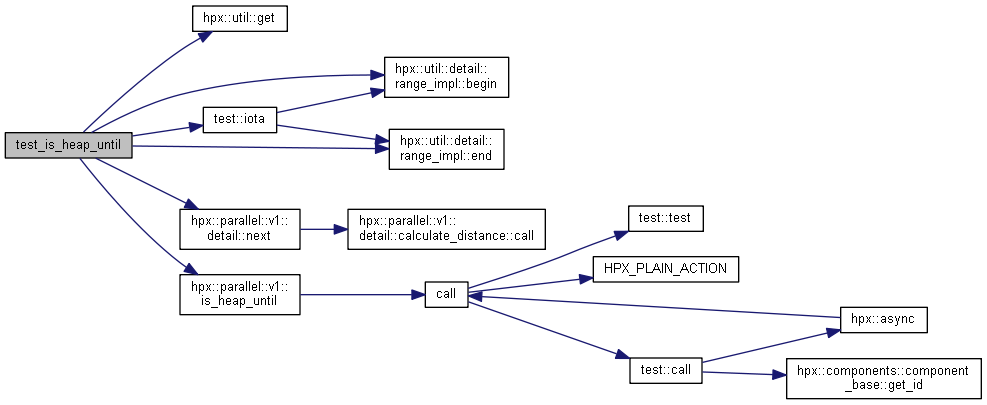 hpx::util::get
hpx::util::detail::
range_impl::begin
test::iota
test_is_heap_until
hpx::util::detail::
range_impl::end
hpx::parallel::v1::
detail::next
hpx::parallel::v1::
detail::calculate_distance::call
test::test
HPX_PLAIN_ACTION
hpx::parallel::v1::
is_heap_until
call
hpx::async
test::call
hpx::components::component
_base::get_id